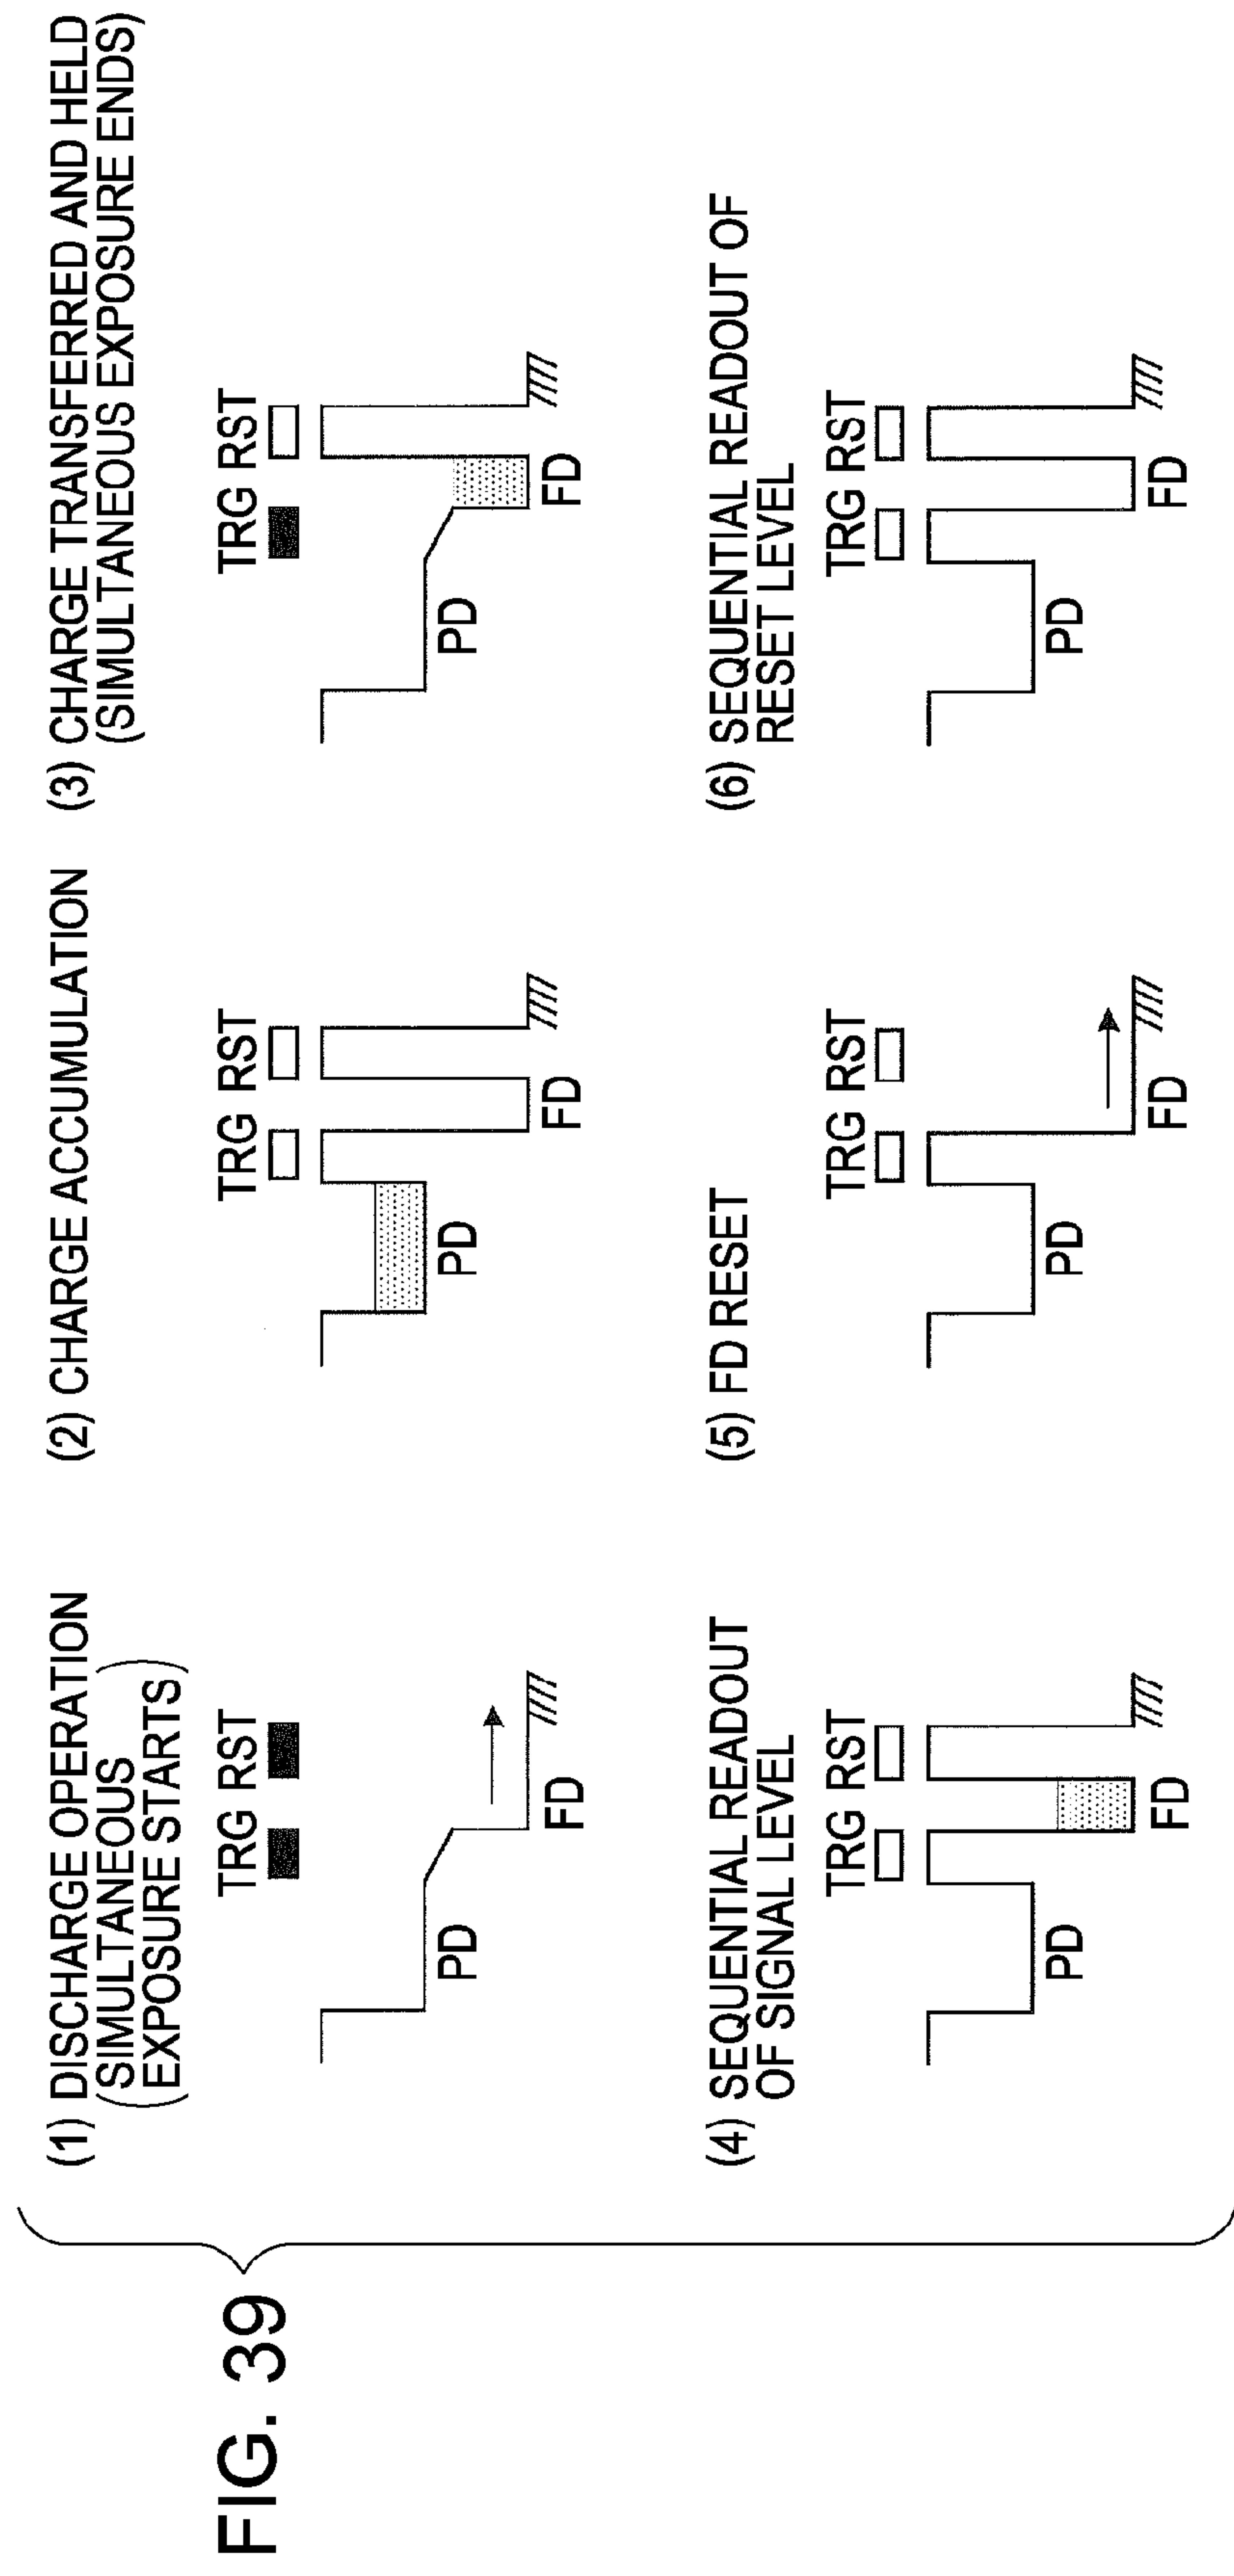 FIG. 39
(1) DISCHARGE OPERATION
(SIMULTANEOUS
EXPOSURE STARTS)
TRG RST
PD
FD
(2) CHARGE ACCUMULATION
TRG RST
PD
FD
(3) CHARGE TRANSFERRED AND HELD
(SIMULTANEOUS EXPOSURE ENDS)
TRG RST
PD
FD
(4) SEQUENTIAL READOUT
OF SIGNAL LEVEL
TRG RST
PD
FD
(5) FD RESET
TRG RST
PD
FD
(6) SEQUENTIAL READOUT OF
RESET LEVEL
TRG RST
PD
FD